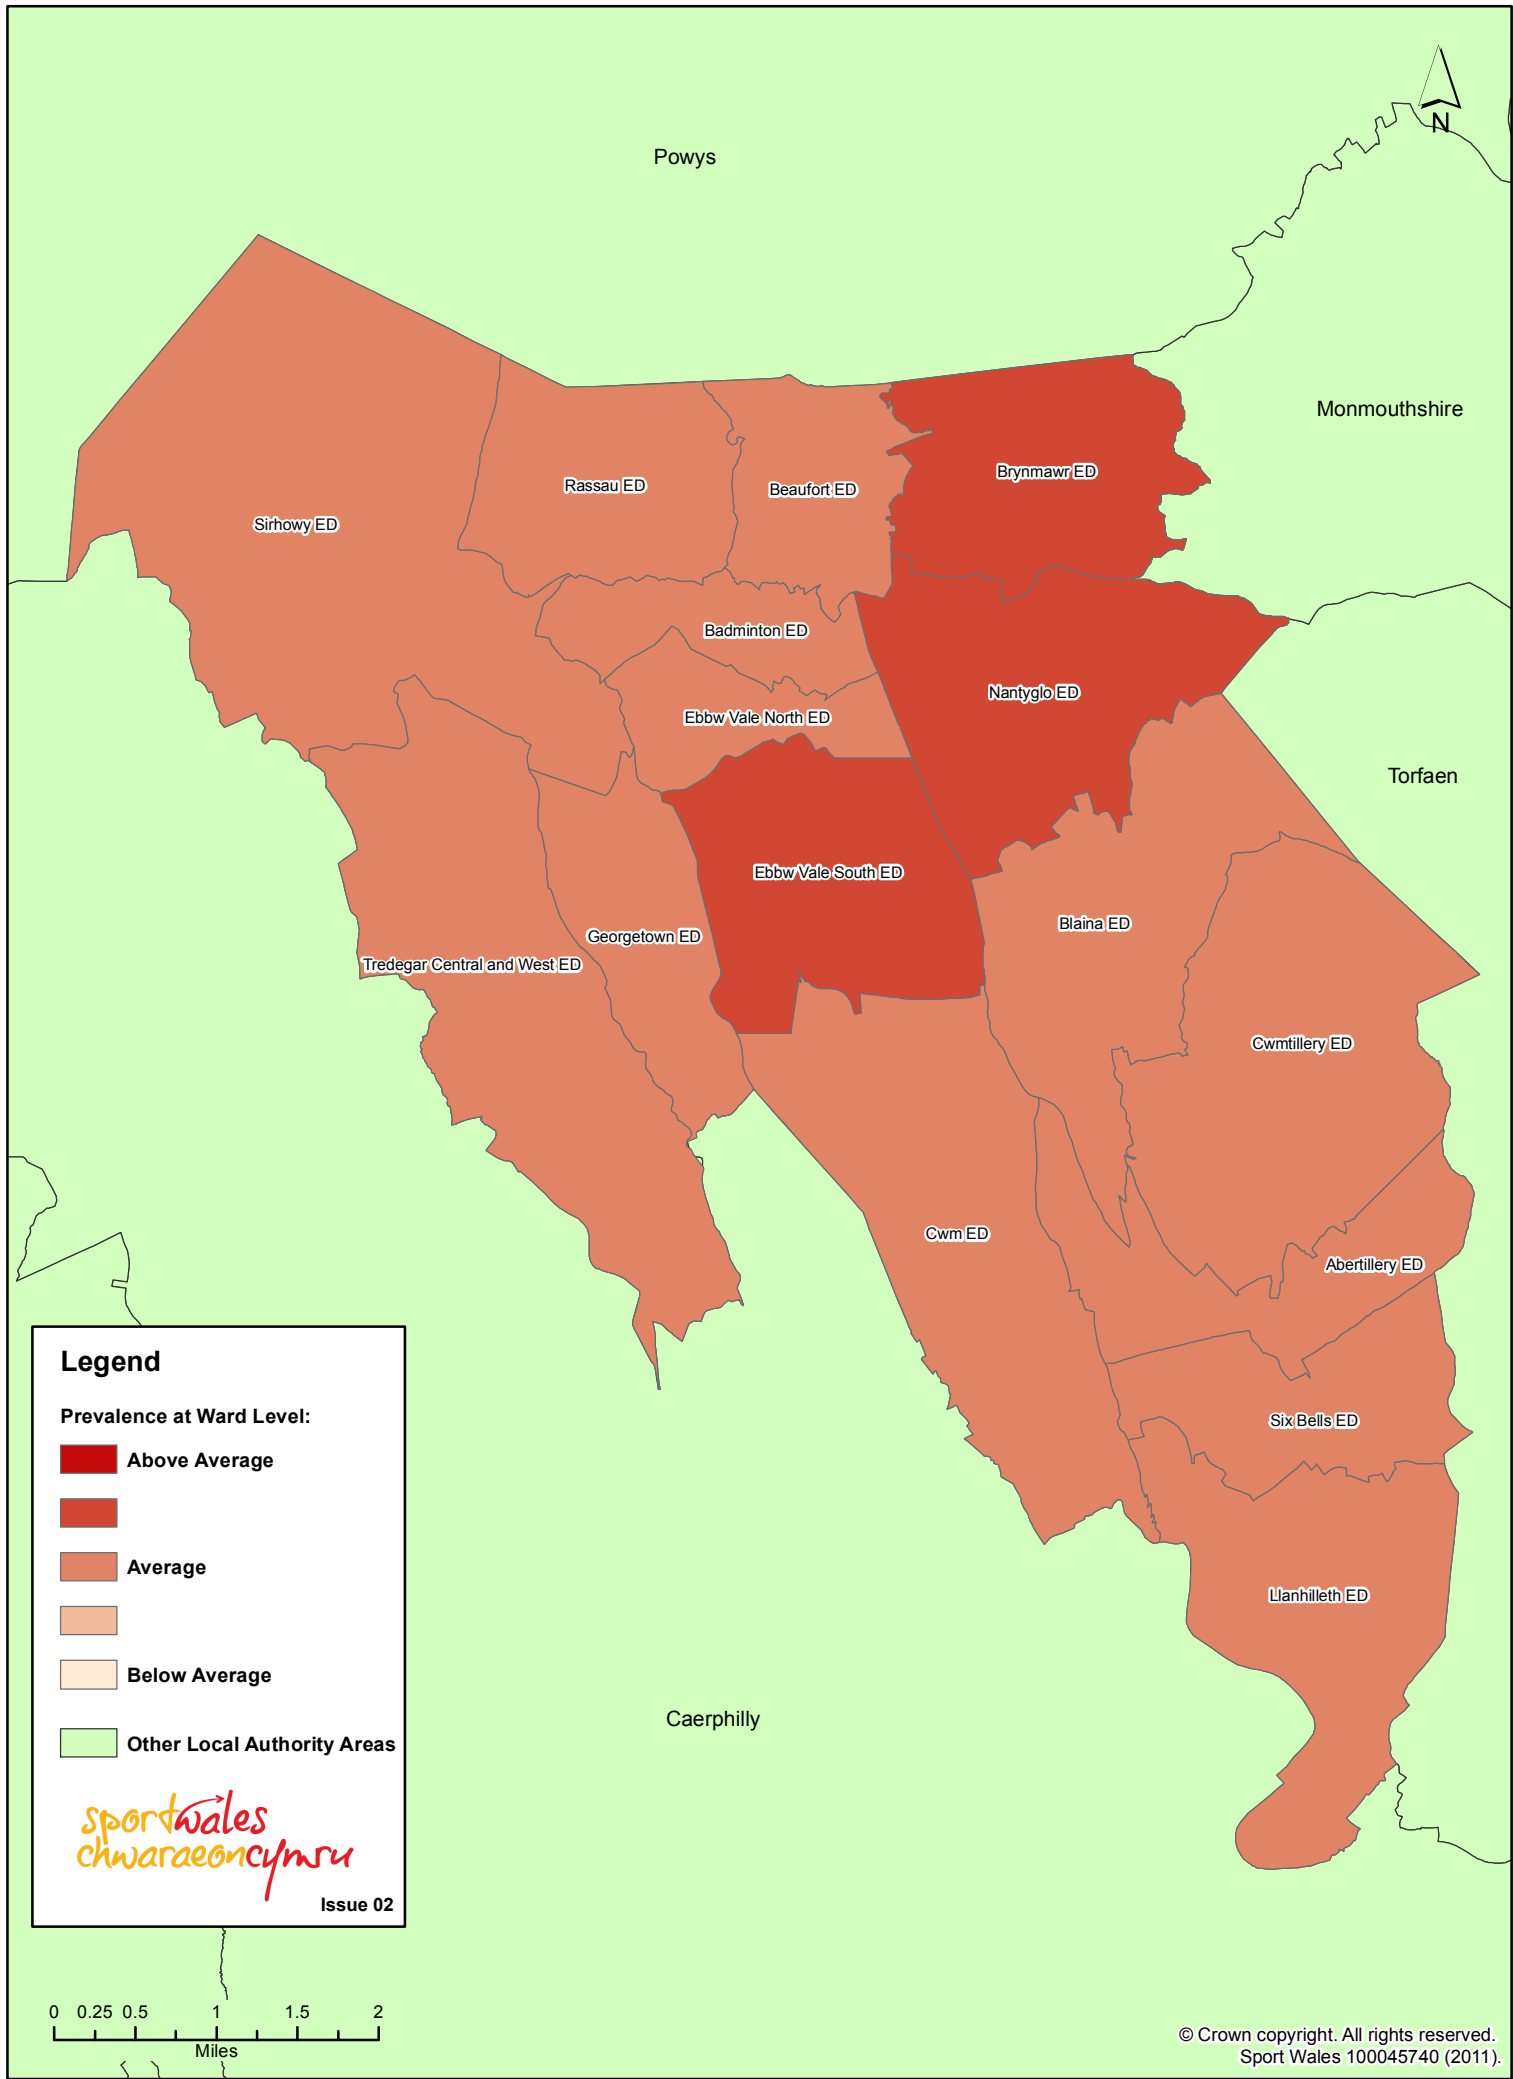 N
Powys
Monmouthshire
Brynmawr ED
Rassau ED
Beaufort ED
Sirhowy ED
Badminton ED
Nantyglo ED
Ebbw Vale North ED
Torfaen
Ebbw Vale South ED
Blaina ED
Georgetown ED
Tredegar Central and West ED
Cwmtillery ED
Cwm ED
Abertillery ED
Six Bells ED
Llanhilleth ED
Caerphilly
Legend
Prevalence at Ward Level:
Above Average
Average
Below Average
Other Local Authority Areas
sportwales
chwaraeoncymru
Issue 02
0 0.25 0.5 1 1.5 2
Miles
© Crown copyright. All rights reserved.
Sport Wales 100045740 (2011).